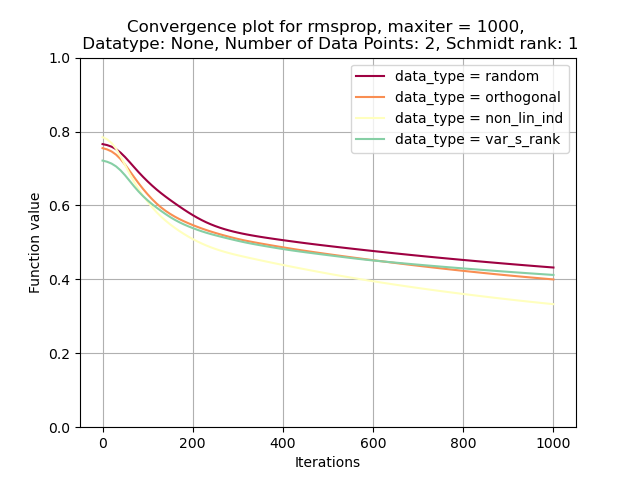 Convergence plot for rmsprop, maxiter = 1000,
Datatype: None, Number of Data Points: 2, Schmidt rank: 1
data_type = random
data_type = orthogonal
data_type = non_lin_ind
data_type = var_s_rank
Function value
1.0
0.8
0.6
0.4
0.2
0.0
0 200 400 600 800 1000
Iterations